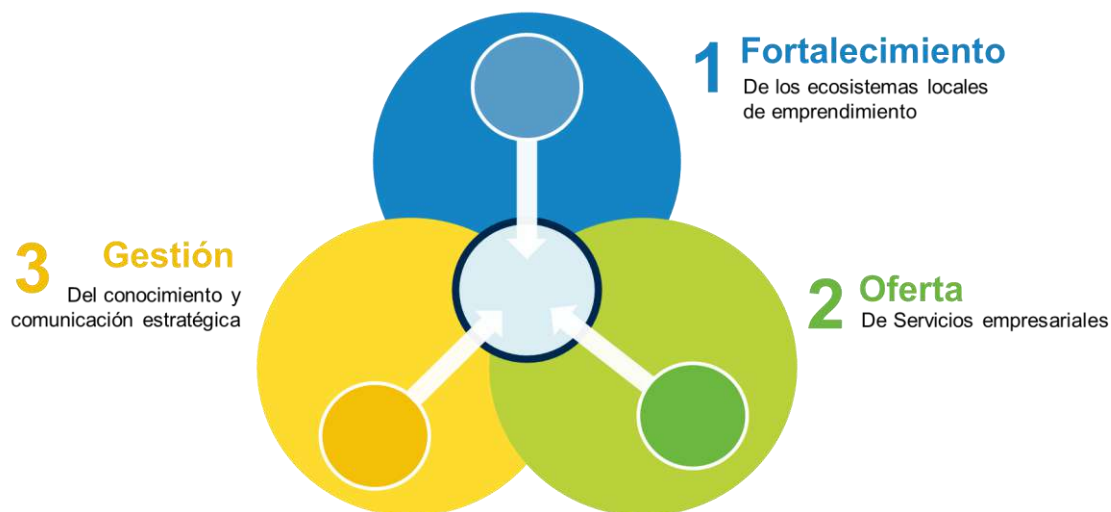 1 Fortalecimiento
De los ecosistemas locales
de emprendimiento
2 Oferta
De Servicios empresariales
3 Gestión
Del conocimiento y
comunicación estratégica